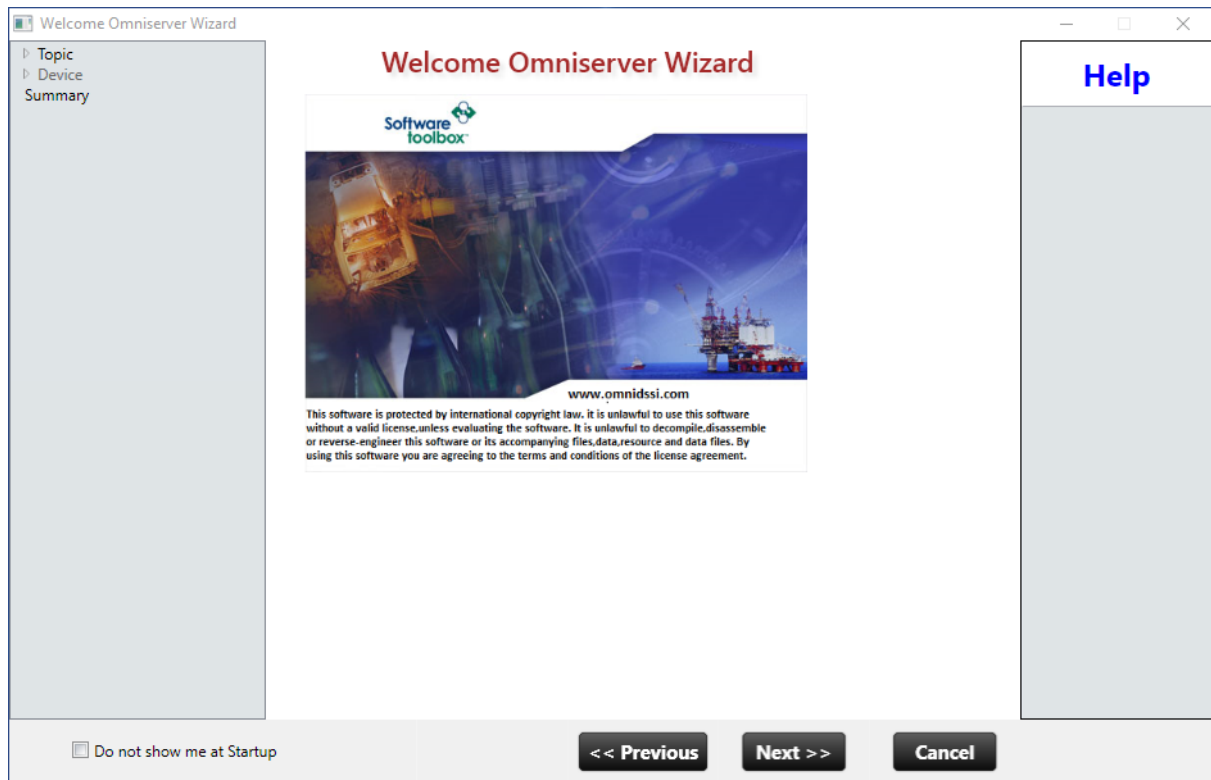 Welcome Omniserver Wizard
Topic
Device
Summary
Welcome Omniserver Wizard
Software
toolbox
www.omnidssi.com
This software is protected by international copyright law. it is unlawful to use this software
without a valid license,unless evaluating the software. It is unlawful to decompile,disassemble
or reverse-engineer this software or its accompanying files,data,resource and data files. By
using this software you are agreeing to the terms and conditions of the license agreement.
Help
Do not show me at Startup
<< Previous
Next >>
Cancel